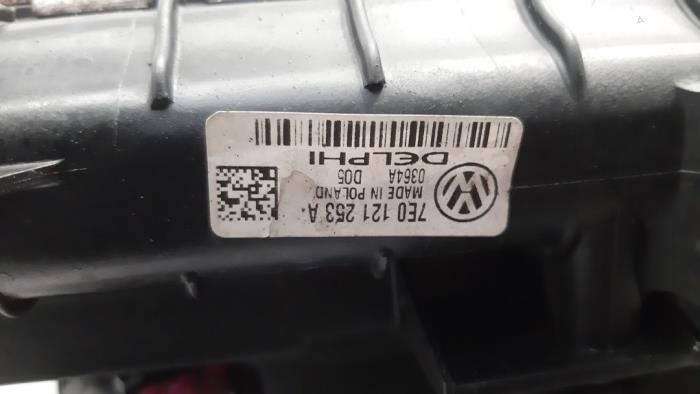 7E0 121 253 A
MADE IN POLAND
0364A D05
DELPHI